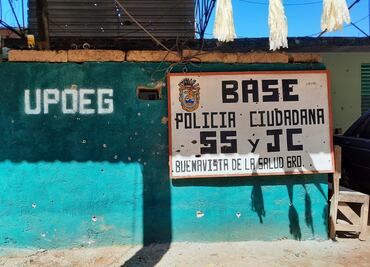 UPOEG
BASE
POLICIA CIUDADANA
SS Y JC
BUENAVISTA DE LA SALUD GRO.